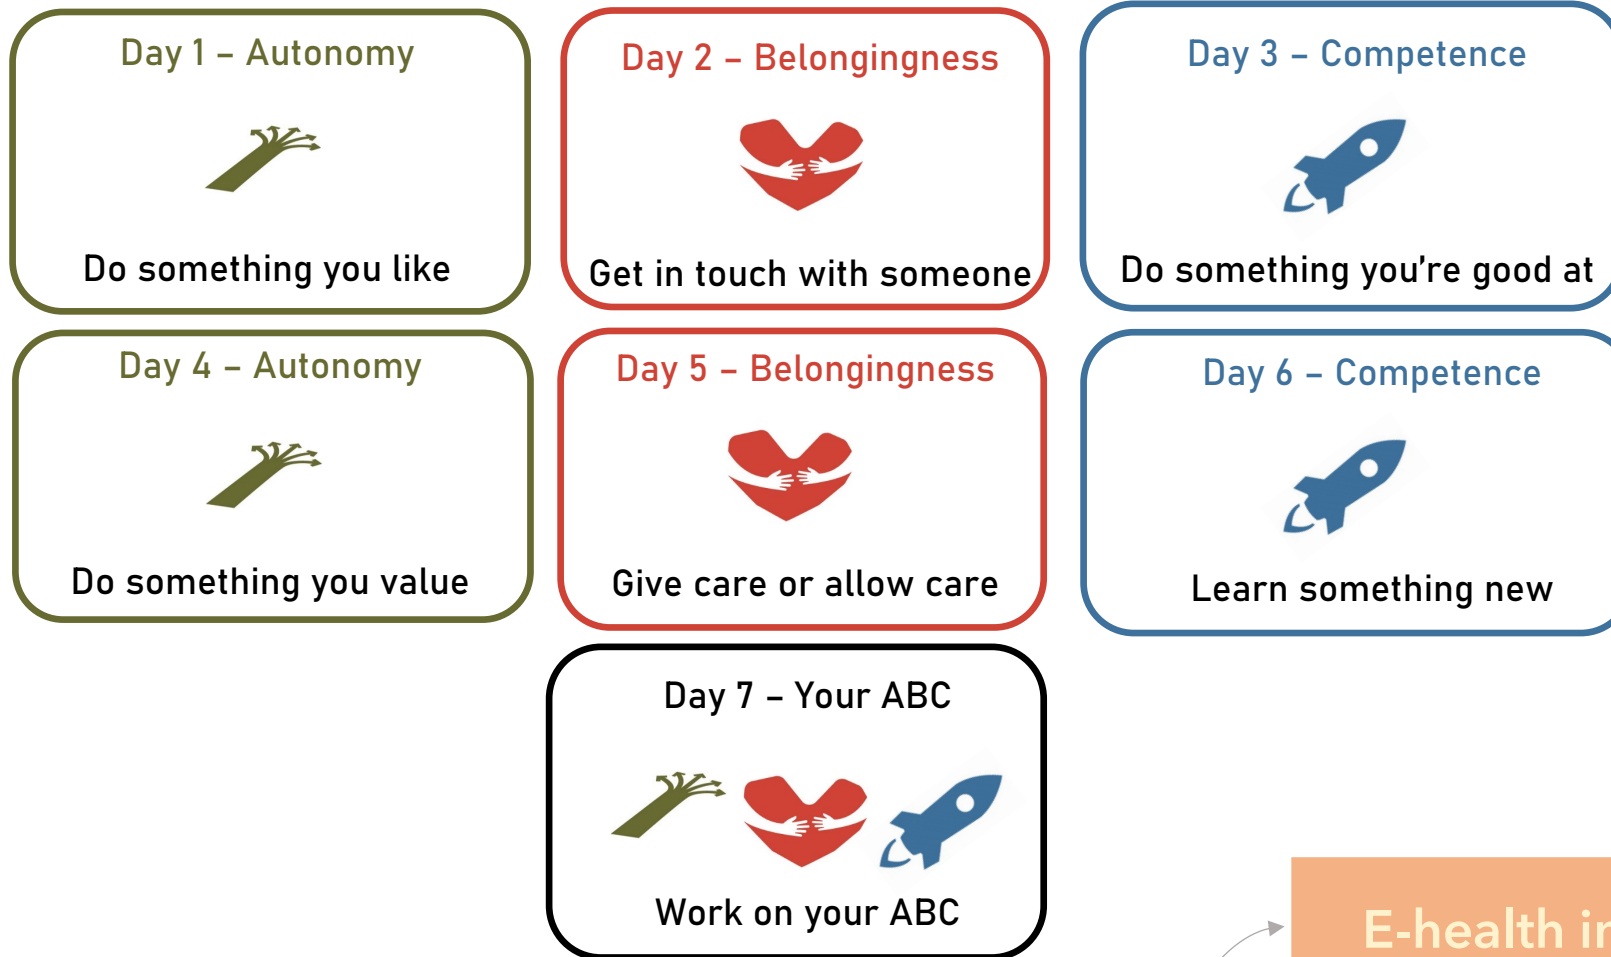 Day 1 – Autonomy
Do something you like
Day 2 – Belongingness
Get in touch with someone
Day 3 – Competence
Do something you're good at
Day 4 – Autonomy
Do something you value
Day 5 – Belongingness
Give care or allow care
Day 6 – Competence
Learn something new
Day 7 – Your ABC
Work on your ABC
E-health